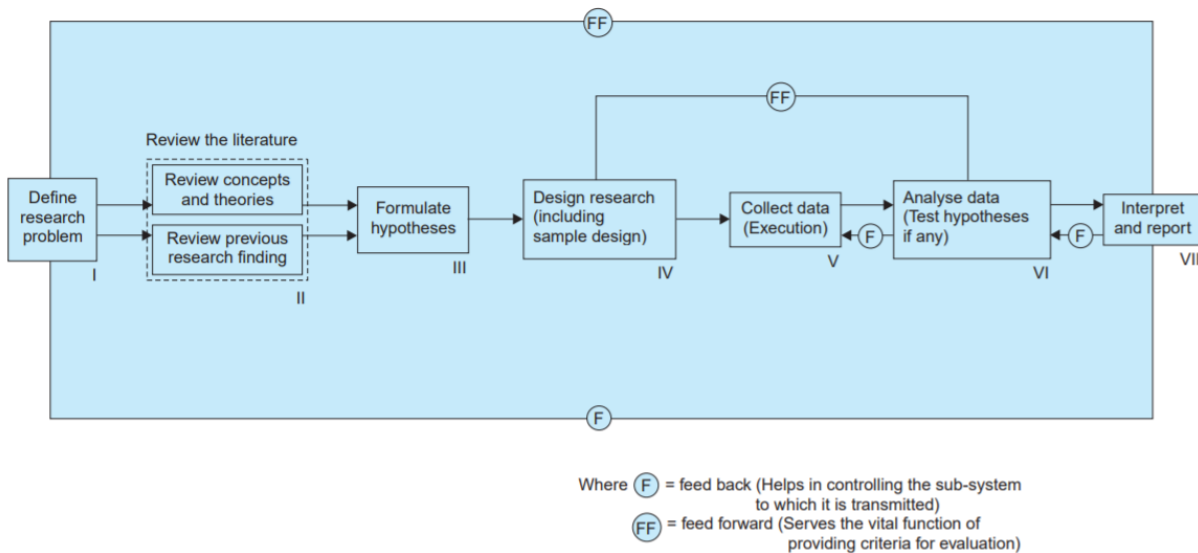 FF
FF
Review the literature
Define
research
problem
I
Review concepts
and theories
Review previous
research finding
II
Formulate
hypotheses
III
Design research
(including
sample design)
IV
Collect data
(Execution)
V
F
Analyse data
(Test hypotheses
if any)
VI
F
Interpret
and report
VII
F
Where F = feed back (Helps in controlling the sub-system
to which it is transmitted)
FF = feed forward (Serves the vital function of
providing criteria for evaluation)